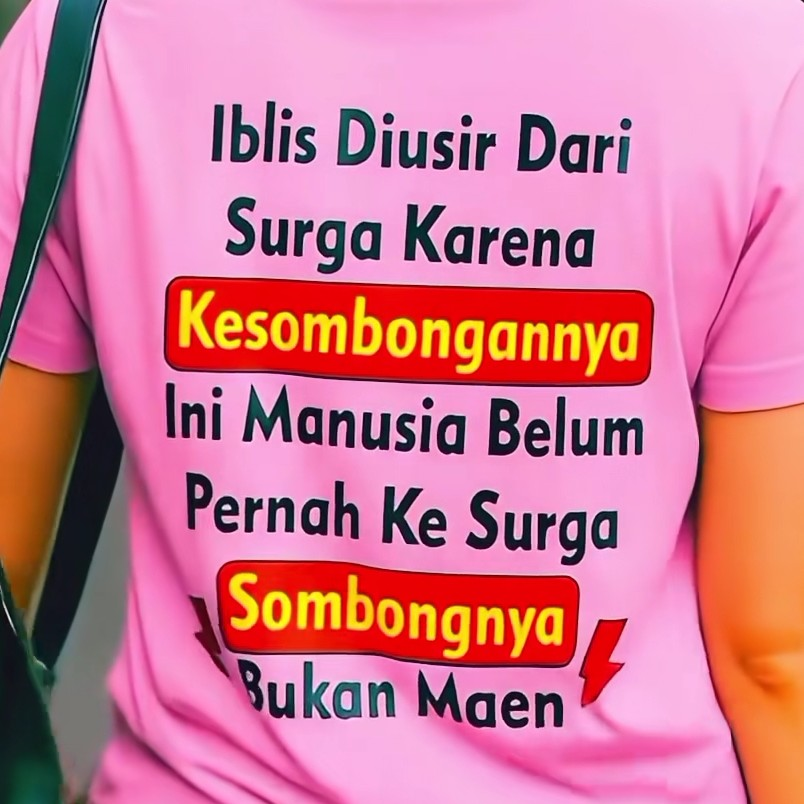 Iblis Diusir Dari
Surga Karena
Kesombongannya
Ini Manusia Belum
Pernah Ke Surga
Sombongnya
Bukan Maen